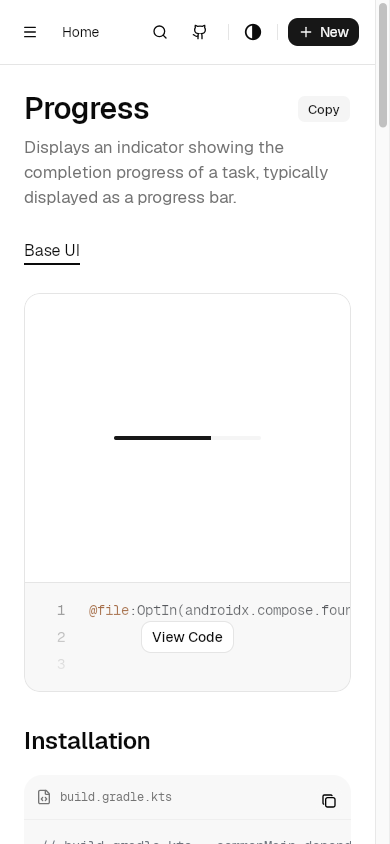 Home
New
Progress
Copy
Displays an indicator showing the
completion progress of a task, typically
displayed as a progress bar.
Base UI
1 @file:OptIn(androidx.compose.four
2
View Code
3
Installation
build.gradle.kts